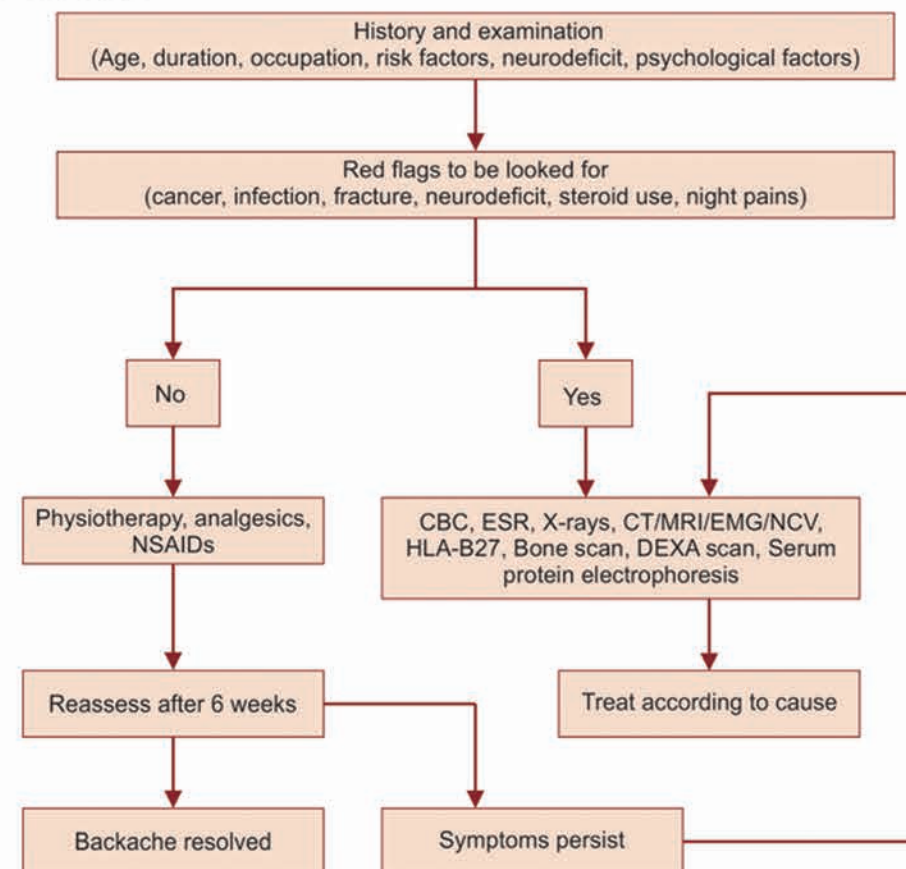 History and examination
(Age, duration, occupation, risk factors, neurodeficit, psychological factors)
Red flags to be looked for
(cancer, infection, fracture, neurodeficit, steroid use, night pains)
No
Yes
Physiotherapy, analgesics,
NSAIDs
CBC, ESR, X-rays, CT/MRI/EMG/NCV,
HLA-B27, Bone scan, DEXA scan, Serum
protein electrophoresis
Reassess after 6 weeks
Treat according to cause
Backache resolved
Symptoms persist